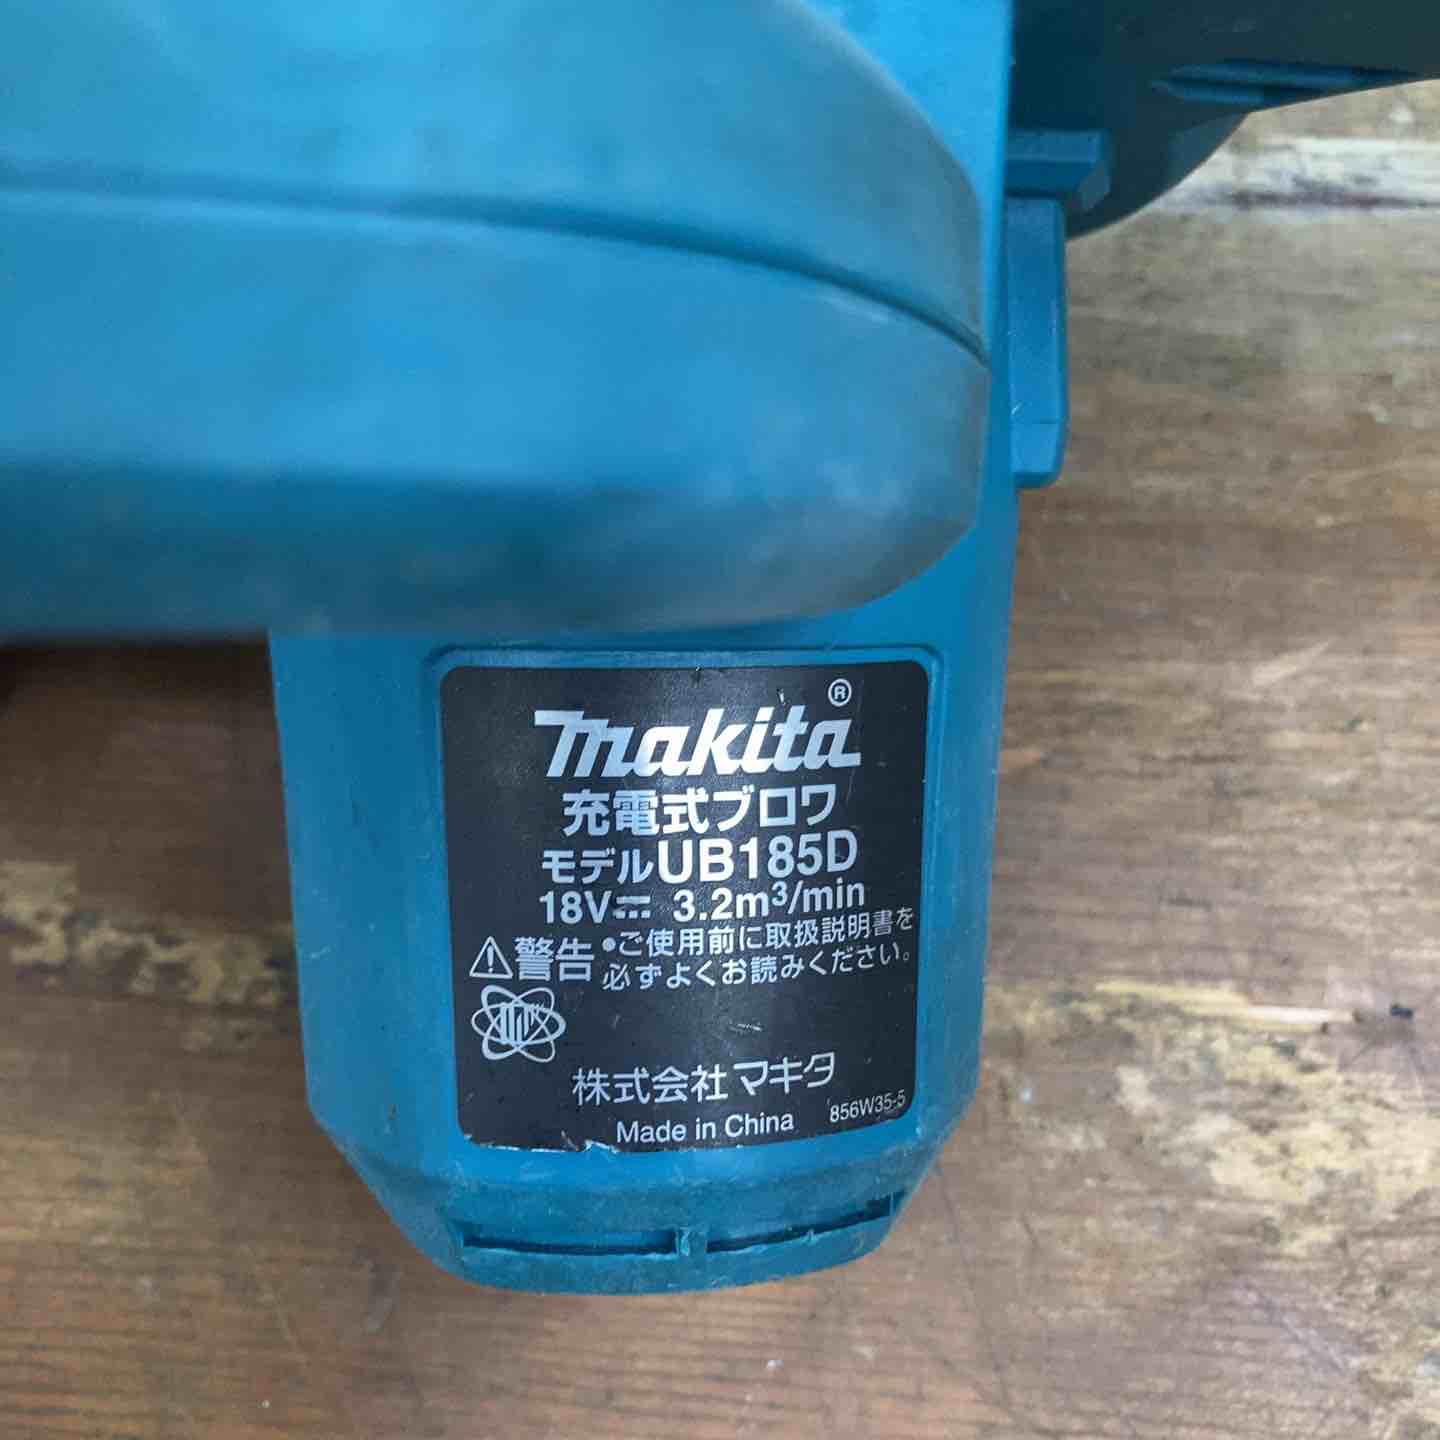 makita®
充電式ブロワ
モデルUB185D
18V⎓ 3.2m³/min
⚠警告 •ご使用前に取扱説明書を
必ずよくお読みください。
株式会社マキタ
Made in China 856W35-5